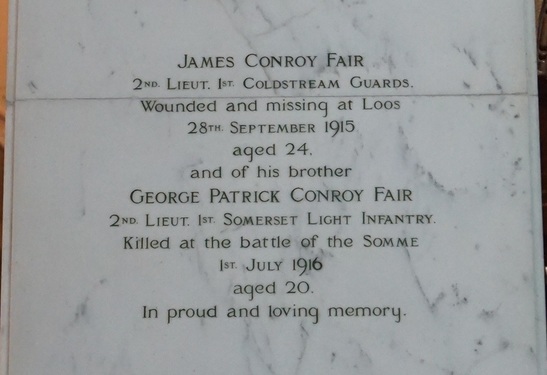 JAMES CONROY FAIR
2ND. LIEUT. 1ST. COLDSTREAM GUARDS.
Wounded and missing at Loos
28TH. SEPTEMBER 1915
aged 24.
and of his brother
GEORGE PATRICK CONROY FAIR
2ND. LIEUT. 1ST. SOMERSET LIGHT INFANTRY.
Killed at the battle of the SOMME
1ST. JULY 1916
aged 20.
In proud and loving memory.